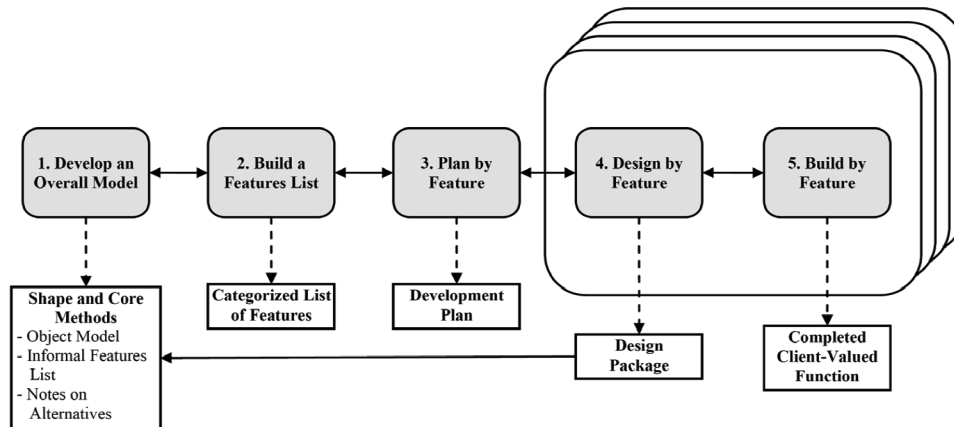 1. Develop an
Overall Model
2. Build a
Features List
3. Plan by
Feature
4. Design by
Feature
5. Build by
Feature
Shape and Core
Methods
- Object Model
- Informal Features
List
- Notes on
Alternatives
Categorized List
of Features
Development
Plan
Design
Package
Completed
Client-Valued
Function